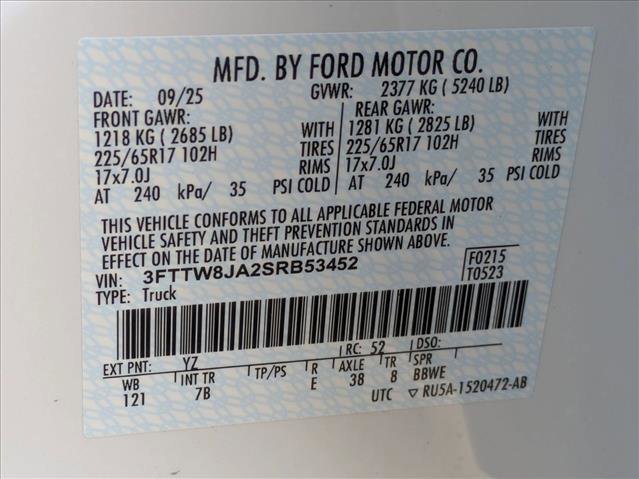 MFD. BY FORD MOTOR CO.
DATE: 09/25 GVWR: 2377 KG ( 5240 LB)
FRONT GAWR: REAR GAWR:
1218 KG ( 2685 LB) WITH 1281 KG ( 2825 LB) WITH
225/65R17 102H TIRES 225/65R17 102H TIRES
17x7.0J RIMS 17x7.0J RIMS
AT 240 kPa/ 35 PSI COLD AT 240 kPa/ 35 PSI COLD
THIS VEHICLE CONFORMS TO ALL APPLICABLE FEDERAL MOTOR
VEHICLE SAFETY AND THEFT PREVENTION STANDARDS IN
EFFECT ON THE DATE OF MANUFACTURE SHOWN ABOVE.
VIN: 3FTTW8JA2SRB53452 F0215
TYPE: Truck T0523
EXT PNT: YZ RC: 52 DSO:
WB INT TR TP/PS R AXLE TR SPR
121 7B E 38 8 BBWE
UTC ▽ RU5A-1520472-AB